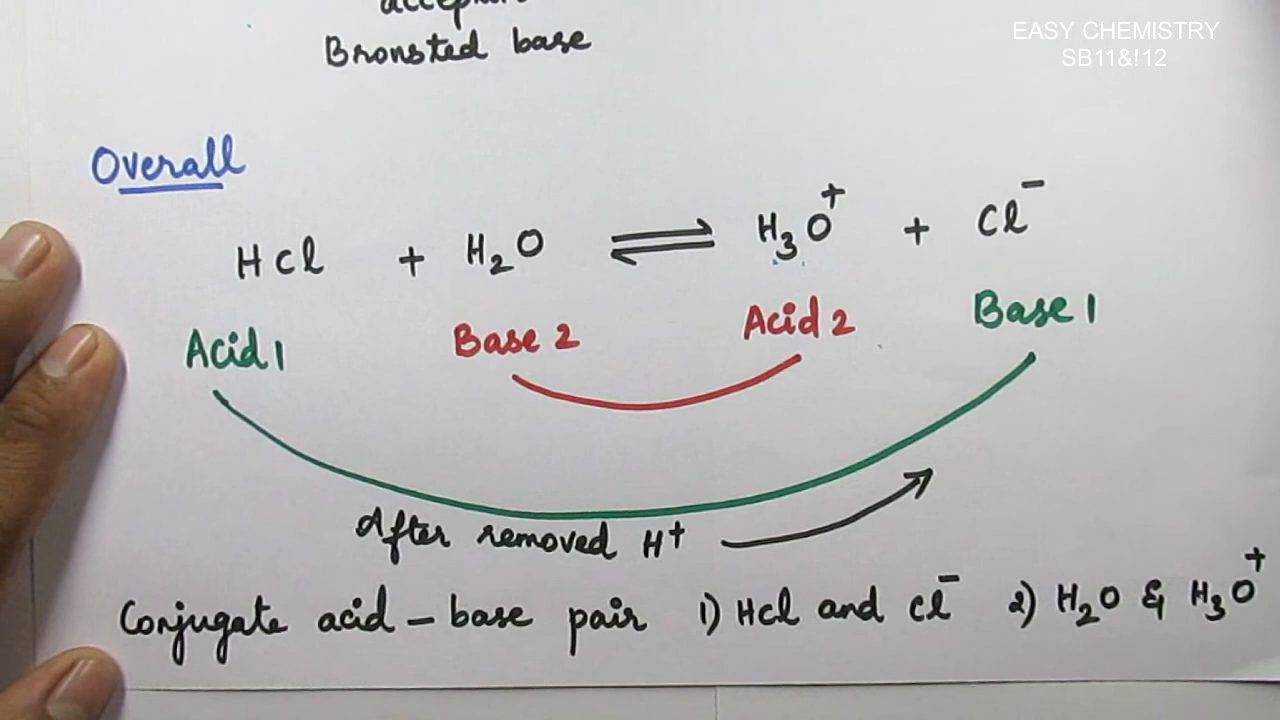 Bronsted base
EASY CHEMISTRY
SB11&!12
Overall
HCl + H₂O ⇌ H₃O⁺ + Cl⁻
Acid 1 Base 2 Acid 2 Base 1
After removed H⁺
Conjugate acid – base pair 1) HCl and Cl⁻ 2) H₂O & H₃O⁺